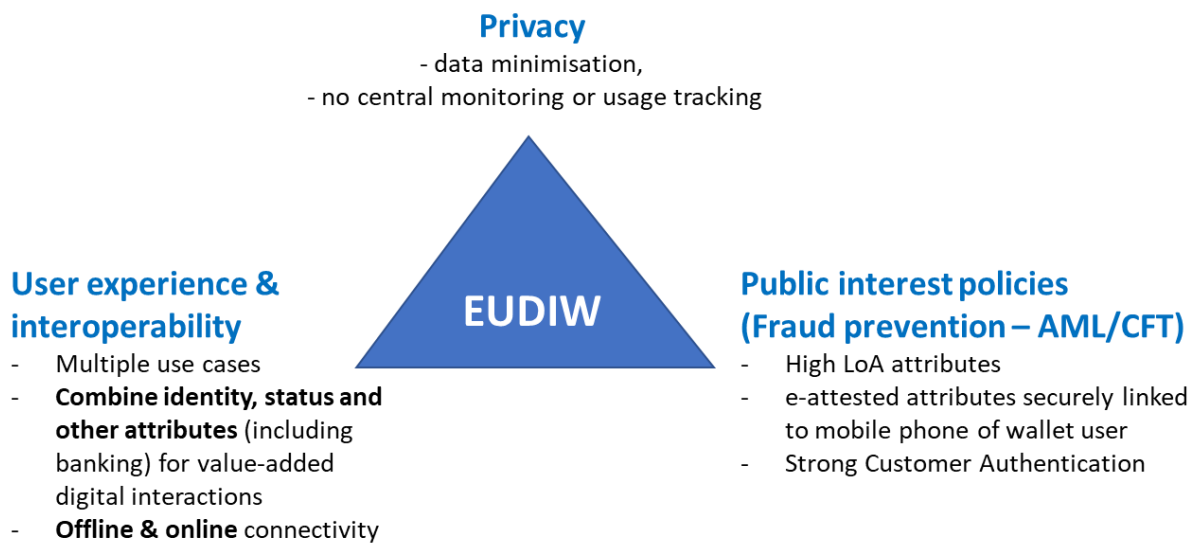 Privacy
- data minimisation,
- no central monitoring or usage tracking
EUDIW
User experience &
interoperability
- Multiple use cases
- Combine identity, status and
other attributes (including
banking) for value-added
digital interactions
- Offline & online connectivity
Public interest policies
(Fraud prevention – AML/CFT)
- High LoA attributes
- e-attested attributes securely linked
to mobile phone of wallet user
- Strong Customer Authentication